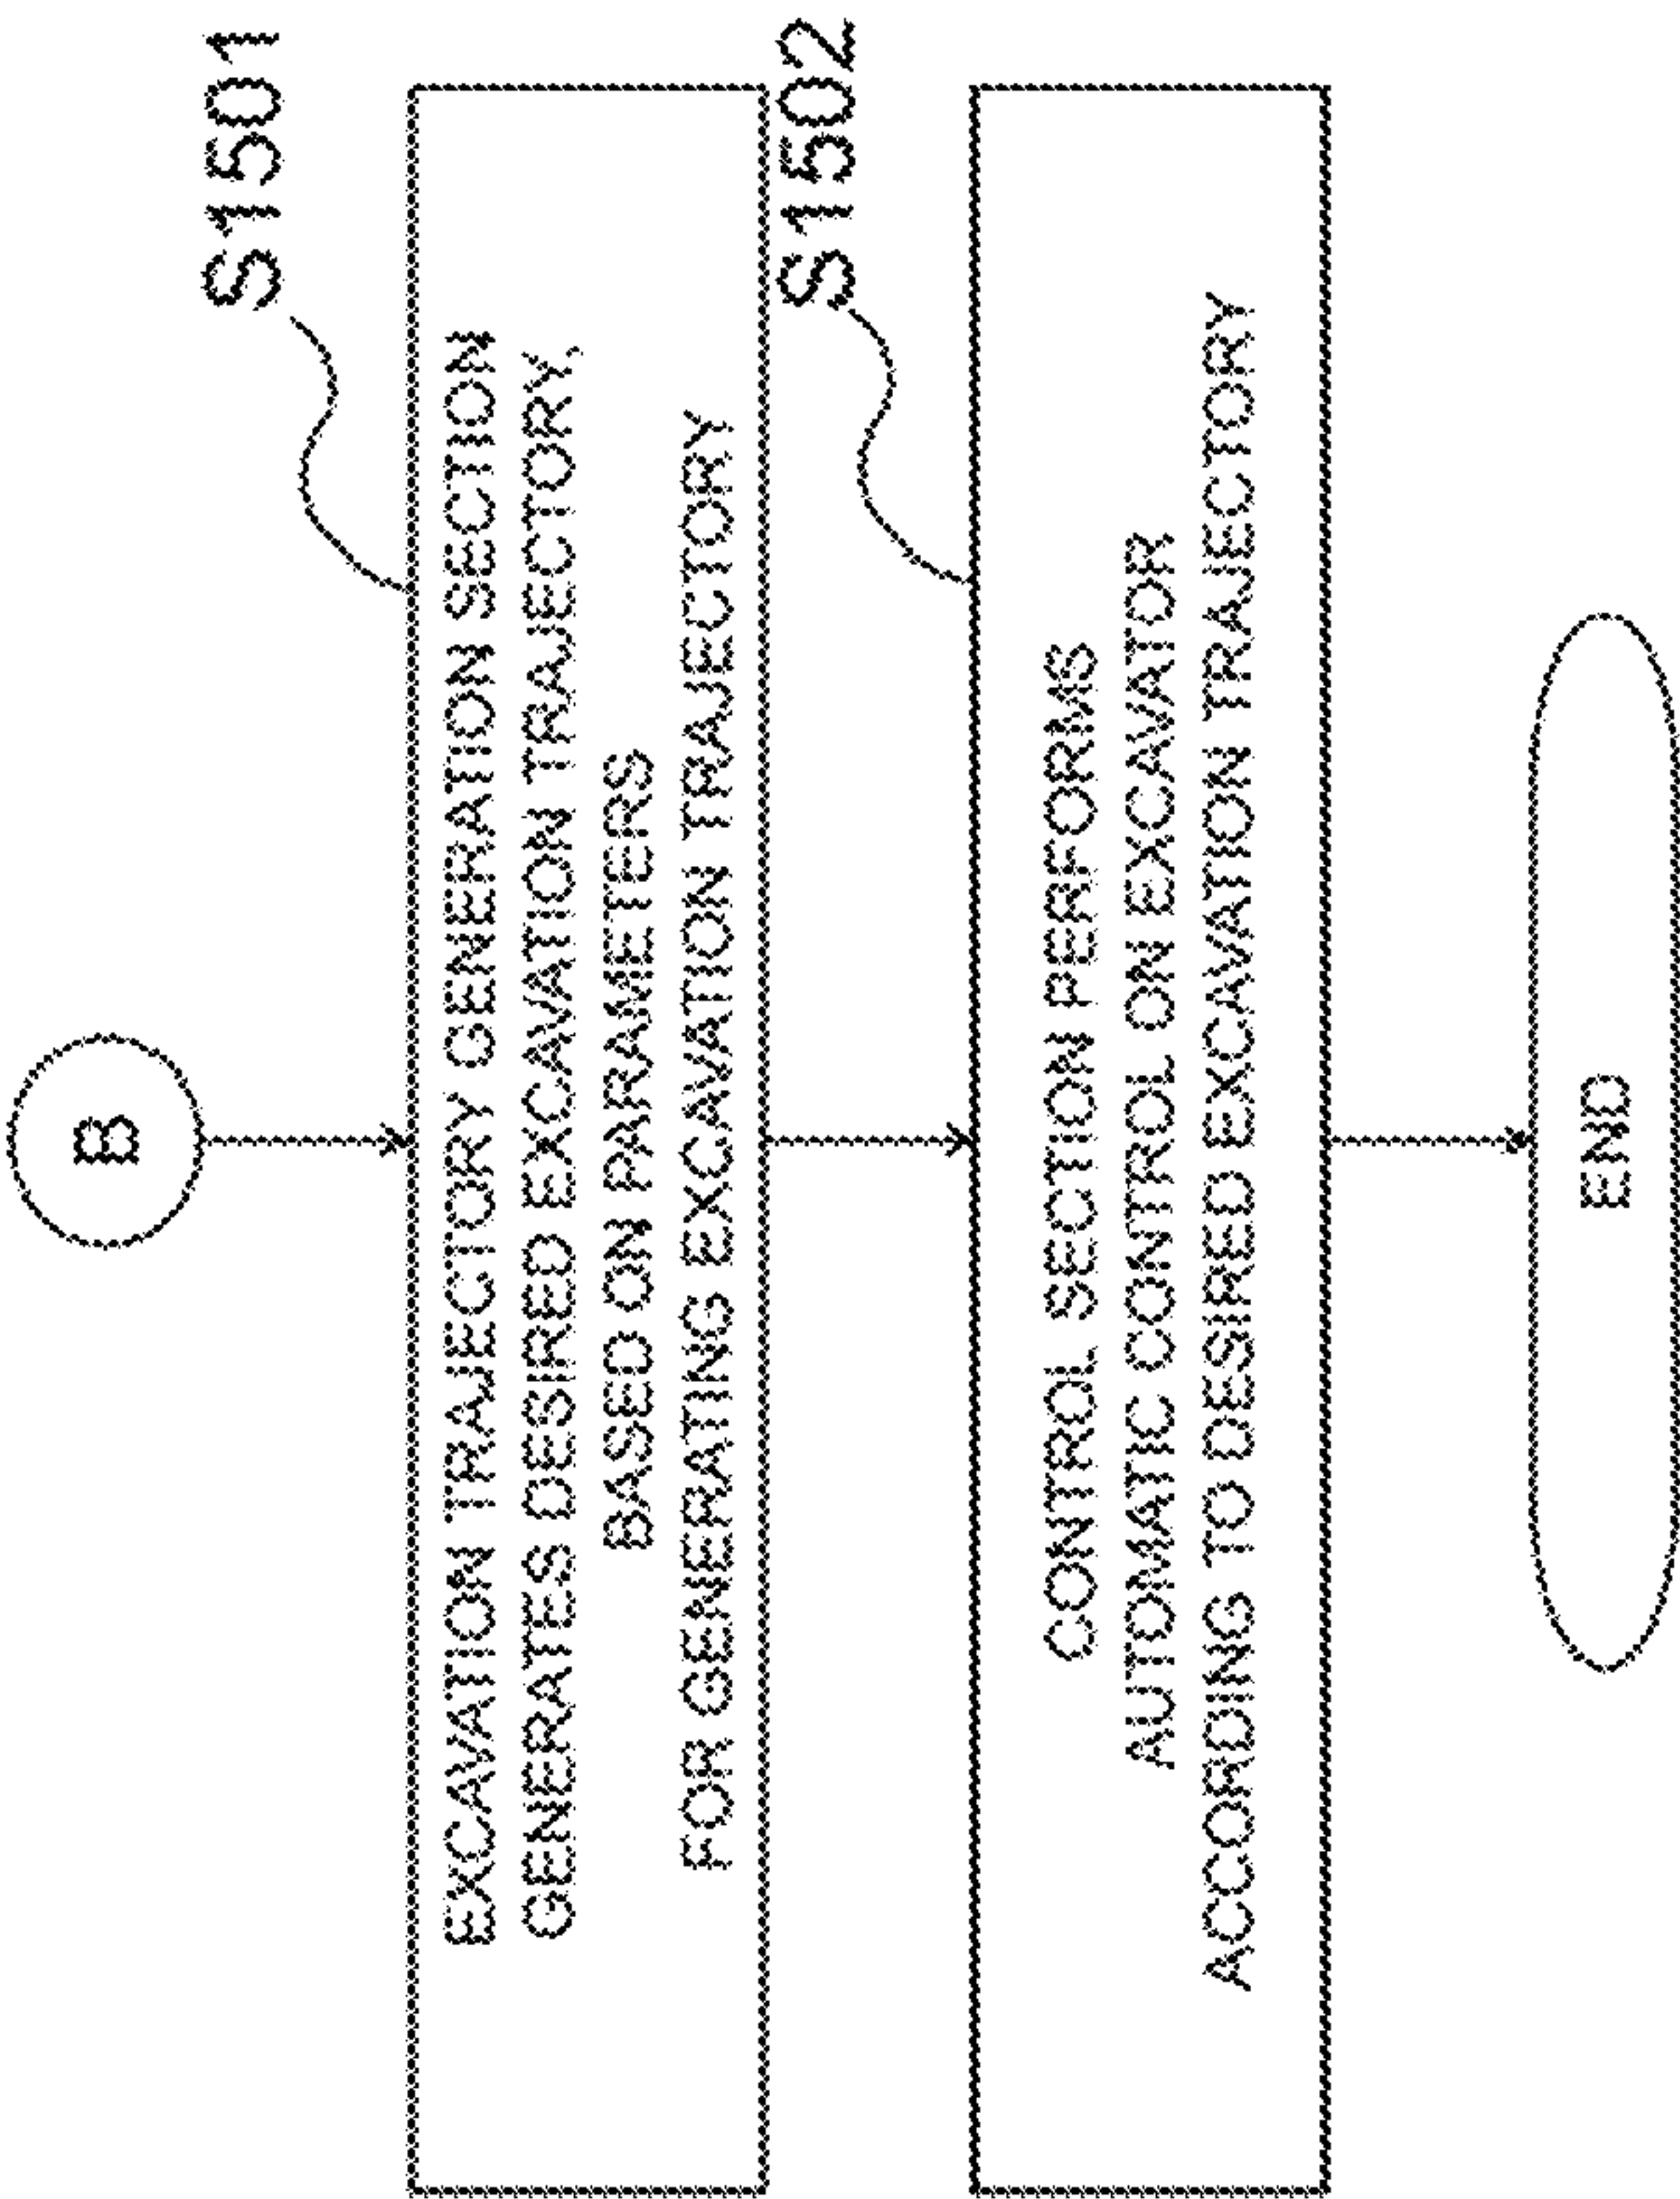 B
S1501
EXCAVATION TRAJECTORY GENERATION SECTION
GENERATES DESIRED EXCAVATION TRAJECTORY,
BASED ON PARAMETERS
FOR GENERATING EXCAVATION TRAJECTORY
S1502
CONTROL SECTION PERFORMS
AUTOMATIC CONTROL ON EXCAVATOR
ACCORDING TO DESIRED EXCAVATION TRAJECTORY
END